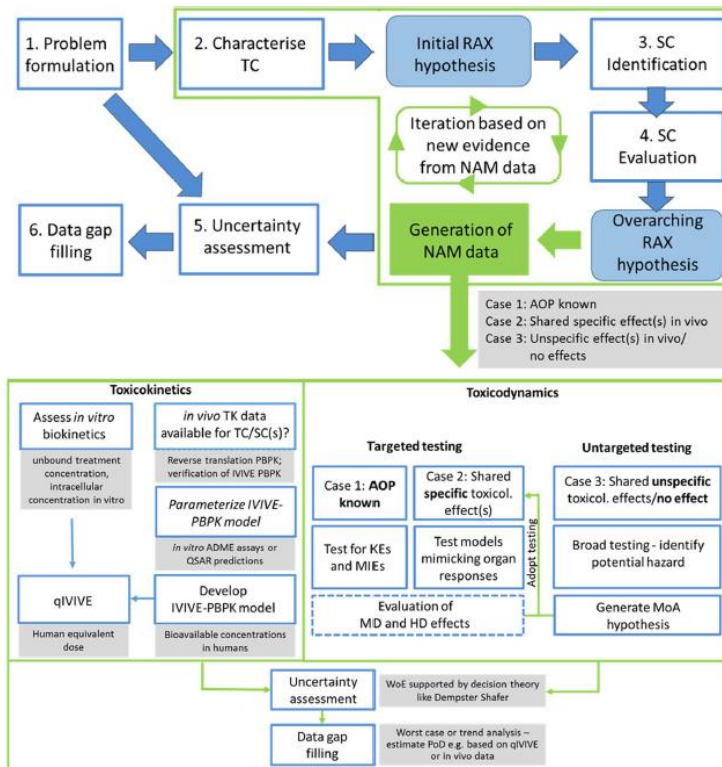 1. Problem
formulation
2. Characterise
TC
Initial RAX
hypothesis
3. SC
Identification
Iteration based on
new evidence
from NAM data
4. SC
Evaluation
6. Data gap
filling
5. Uncertainty
assessment
Generation of
NAM data
Overarching
RAX
hypothesis
Case 1: AOP known
Case 2: Shared specific effect(s) in vivo
Case 3: Unspecific effect(s) in vivo/
no effects
Toxicokinetics
Assess in vitro
biokinetics
unbound treatment
concentration,
intracellular
concentration in vitro
qIVIVE
Human equivalent
dose
in vivo TK data
available for TC/SC(s)?
Reverse translation PBPK;
verification of IVIVE PBPK
Parameterize IVIVE-
PBPK model
in vitro ADME assays or
QSAR predictions
Develop
IVIVE-PBPK model
Bioavailable concentrations
in humans
Toxicodynamics
Targeted testing
Case 1: AOP
known
Case 2: Shared
specific toxicol.
effect(s)
Test for KEs
and MIEs
Test models
mimicking organ
responses
Evaluation of
MD and HD effects
Adopt testing
Untargeted testing
Case 3: Shared unspecific
toxicol. effects/no effect
Broad testing - identify
potential hazard
Generate MoA
hypothesis
Uncertainty
assessment
WoE supported by decision theory
like Dempster Shafer
Data gap
filling
Worst case or trend analysis –
estimate PoD e.g. based on qIVIVE
or in vivo data